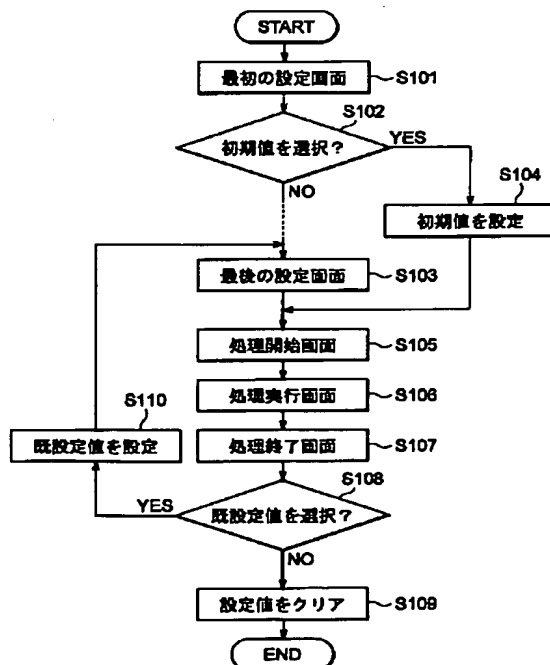 START
最初の設定画面
S101
S102
初期値を選択？
YES
S104
NO
初期値を設定
最後の設定画面
S103
処理開始画面
S105
処理実行画面
S106
S110
既設定値を設定
処理終了画面
S107
S108
YES
既設定値を選択？
NO
設定値をクリア
S109
END